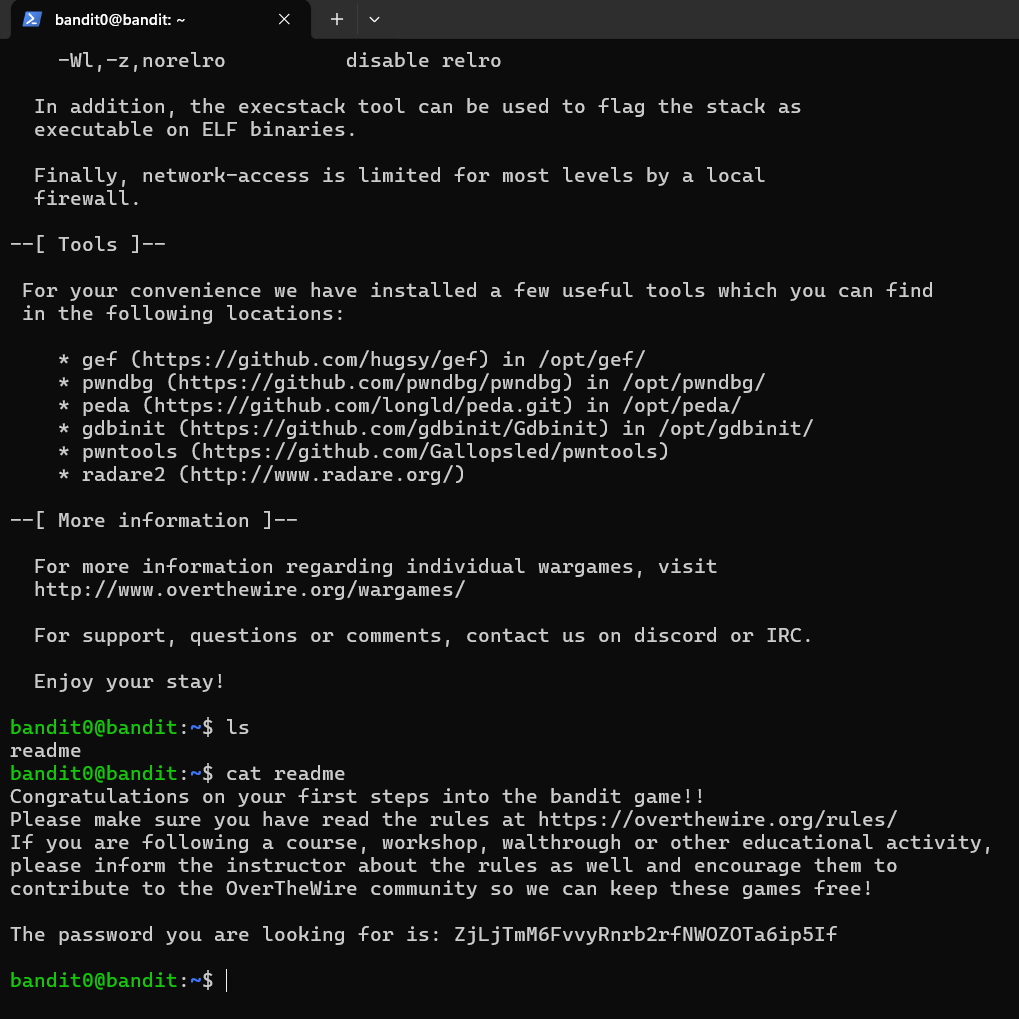 bandit0@bandit: ~
-Wl,-z,norelro          disable relro
In addition, the execstack tool can be used to flag the stack as
executable on ELF binaries.
Finally, network-access is limited for most levels by a local
firewall.
--[ Tools ]--
For your convenience we have installed a few useful tools which you can find
in the following locations:
* gef (https://github.com/hugsy/gef) in /opt/gef/
* pwndbg (https://github.com/pwndbg/pwndbg) in /opt/pwndbg/
* peda (https://github.com/longld/peda.git) in /opt/peda/
* gdbinit (https://github.com/gdbinit/Gdbinit) in /opt/gdbinit/
* pwntools (https://github.com/Gallopsled/pwntools)
* radare2 (http://www.radare.org/)
--[ More information ]--
For more information regarding individual wargames, visit
http://www.overthewire.org/wargames/
For support, questions or comments, contact us on discord or IRC.
Enjoy your stay!
bandit0@bandit:~$ ls
readme
bandit0@bandit:~$ cat readme
Congratulations on your first steps into the bandit game!!
Please make sure you have read the rules at https://overthewire.org/rules/
If you are following a course, workshop, walthrough or other educational activity,
please inform the instructor about the rules as well and encourage them to
contribute to the OverTheWire community so we can keep these games free!
The password you are looking for is: ZjLjTmM6FvvyRnrb2rfNWOZOTa6ip5If
bandit0@bandit:~$